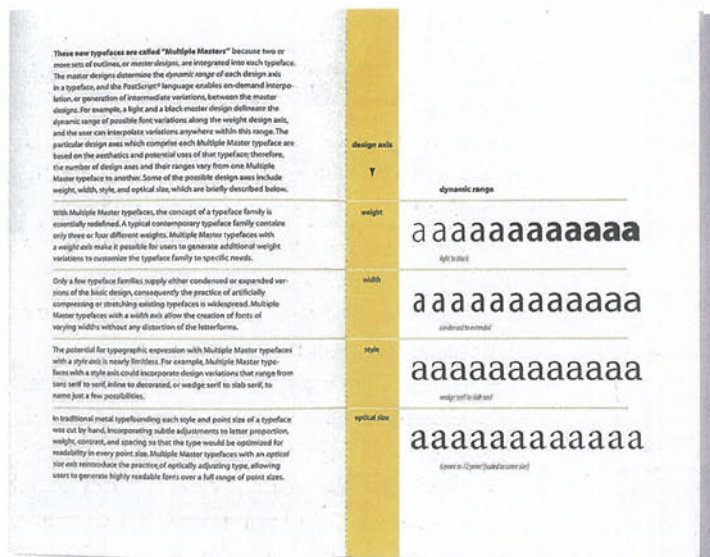 These new typefaces are called "Multiple Masters" because two or
more sets of outlines, or master designs, are integrated into each typeface.
The master designs determine the dynamic range of each design axis
in a typeface, and the PostScript® language enables on-demand interpo-
lation, or generation of intermediate variations, between the master
designs. For example, a light and a black master design delineate the
dynamic range of possible font variations along the weight design axis,
and the user can interpolate variations anywhere within this range. The
particular design axes which comprise each Multiple Master typeface are
based on the aesthetics and potential uses of that typeface; therefore,
the number of design axes and their ranges vary from one Multiple
Master typeface to another. Some of the possible design axes include
weight, width, style, and optical size, which are briefly described below.
design axis
dynamic range
With Multiple Master typefaces, the concept of a typeface family is
essentially redefined. A typical contemporary typeface family contains
only three or four different weights. Multiple Master typefaces with
a weight axis make it possible for users to generate additional weight
variations to customize the typeface family to specific needs.
weight
a a a a a a a a a a a a
light to black
Only a few typeface families supply either condensed or expanded ver-
sions of the basic design, consequently the practice of artificially
compressing or stretching existing typefaces is widespread. Multiple
Master typefaces with a width axis allow the creation of fonts of
varying widths without any distortion of the letterforms.
width
a a a a a a a a a a a a
condensed to extended
The potential for typographic expression with Multiple Master typefaces
with a style axis is nearly limitless. For example, Multiple Master type-
faces with a style axis could incorporate design variations that range from
sans serif to serif, inline to decorated, or wedge serif to slab serif, to
name just a few possibilities.
style
aaaaaaaaaaaa
wedge serif to slab serif
In traditional metal typefounding each style and point size of a typeface
was cut by hand, incorporating subtle adjustments to letter proportion,
weight, contrast, and spacing so that the type would be optimized for
readability in every point size. Multiple Master typefaces with an optical
size axis reintroduce the practice of optically adjusting type, allowing
users to generate highly readable fonts over a full range of point sizes.
optical size
aaaaaaaaaaaa
6 point to 72 point (scaled to same size)